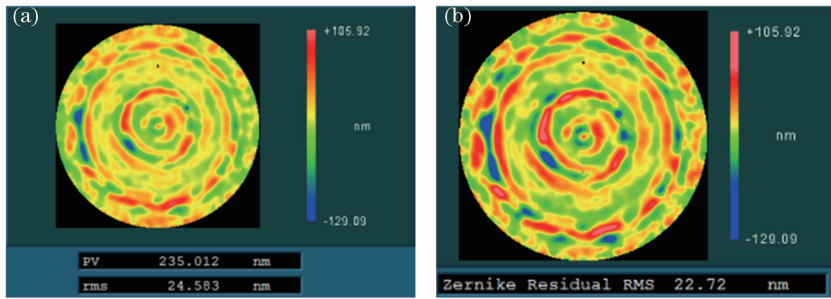 (a)
+105.92
nm
-129.09
PV 235.012 nm
rms 24.583 nm
(b)
+105.92
nm
-129.09
Zernike Residual RMS 22.72 nm